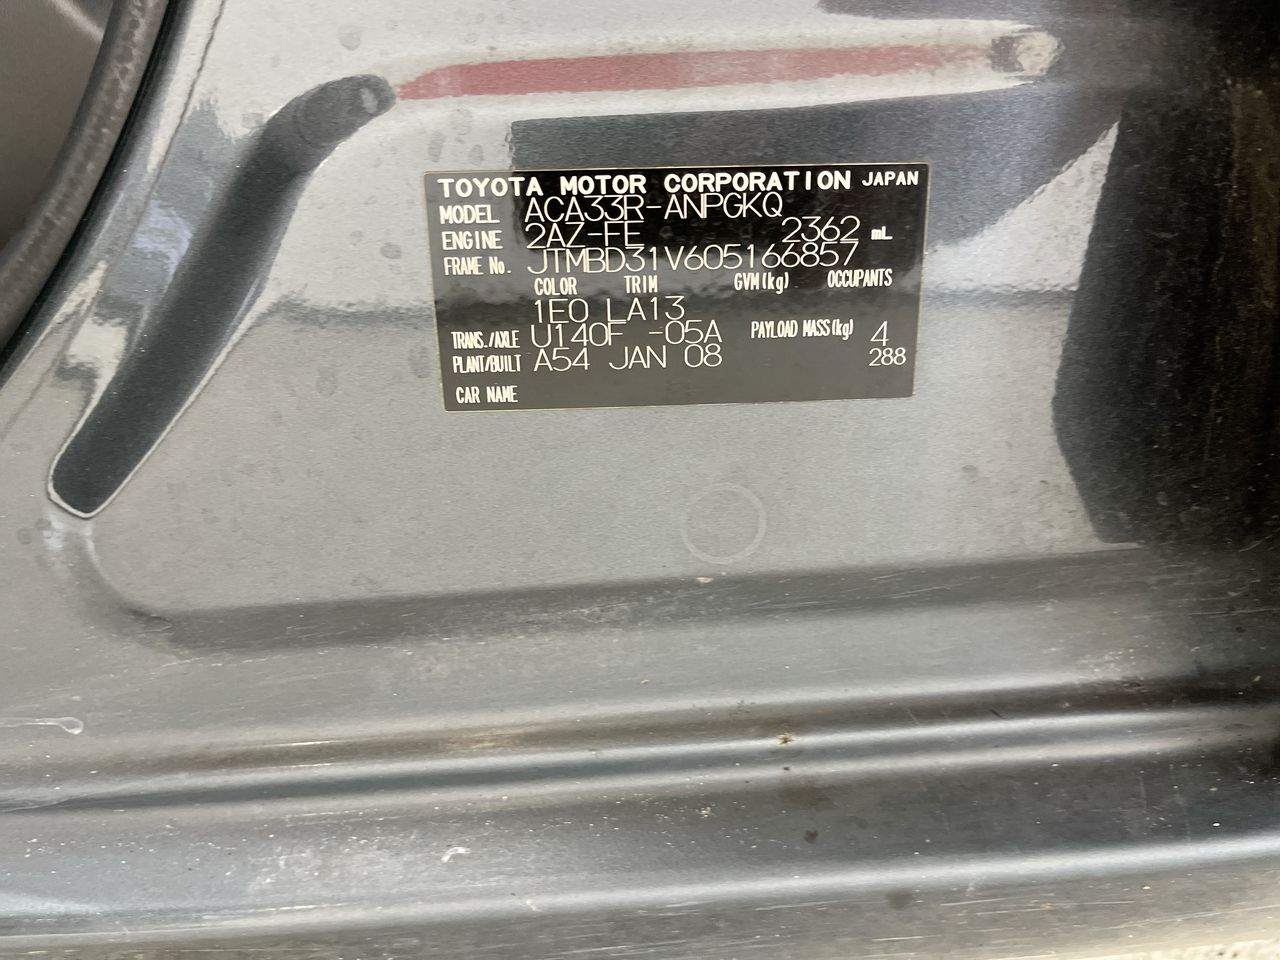 TOYOTA MOTOR CORPORATION JAPAN
MODEL ACA33R-ANPGKQ
ENGINE 2AZ-FE 2362 mL
FRAME No. JTMBD31V605166857
COLOR TRIM GVM(kg) OCCUPANTS
1E0 LA13
TRANS./AXLE U140F -05A PAYLOAD MASS(kg) 4
PLANT/BUILT A54 JAN 08 288
CAR NAME